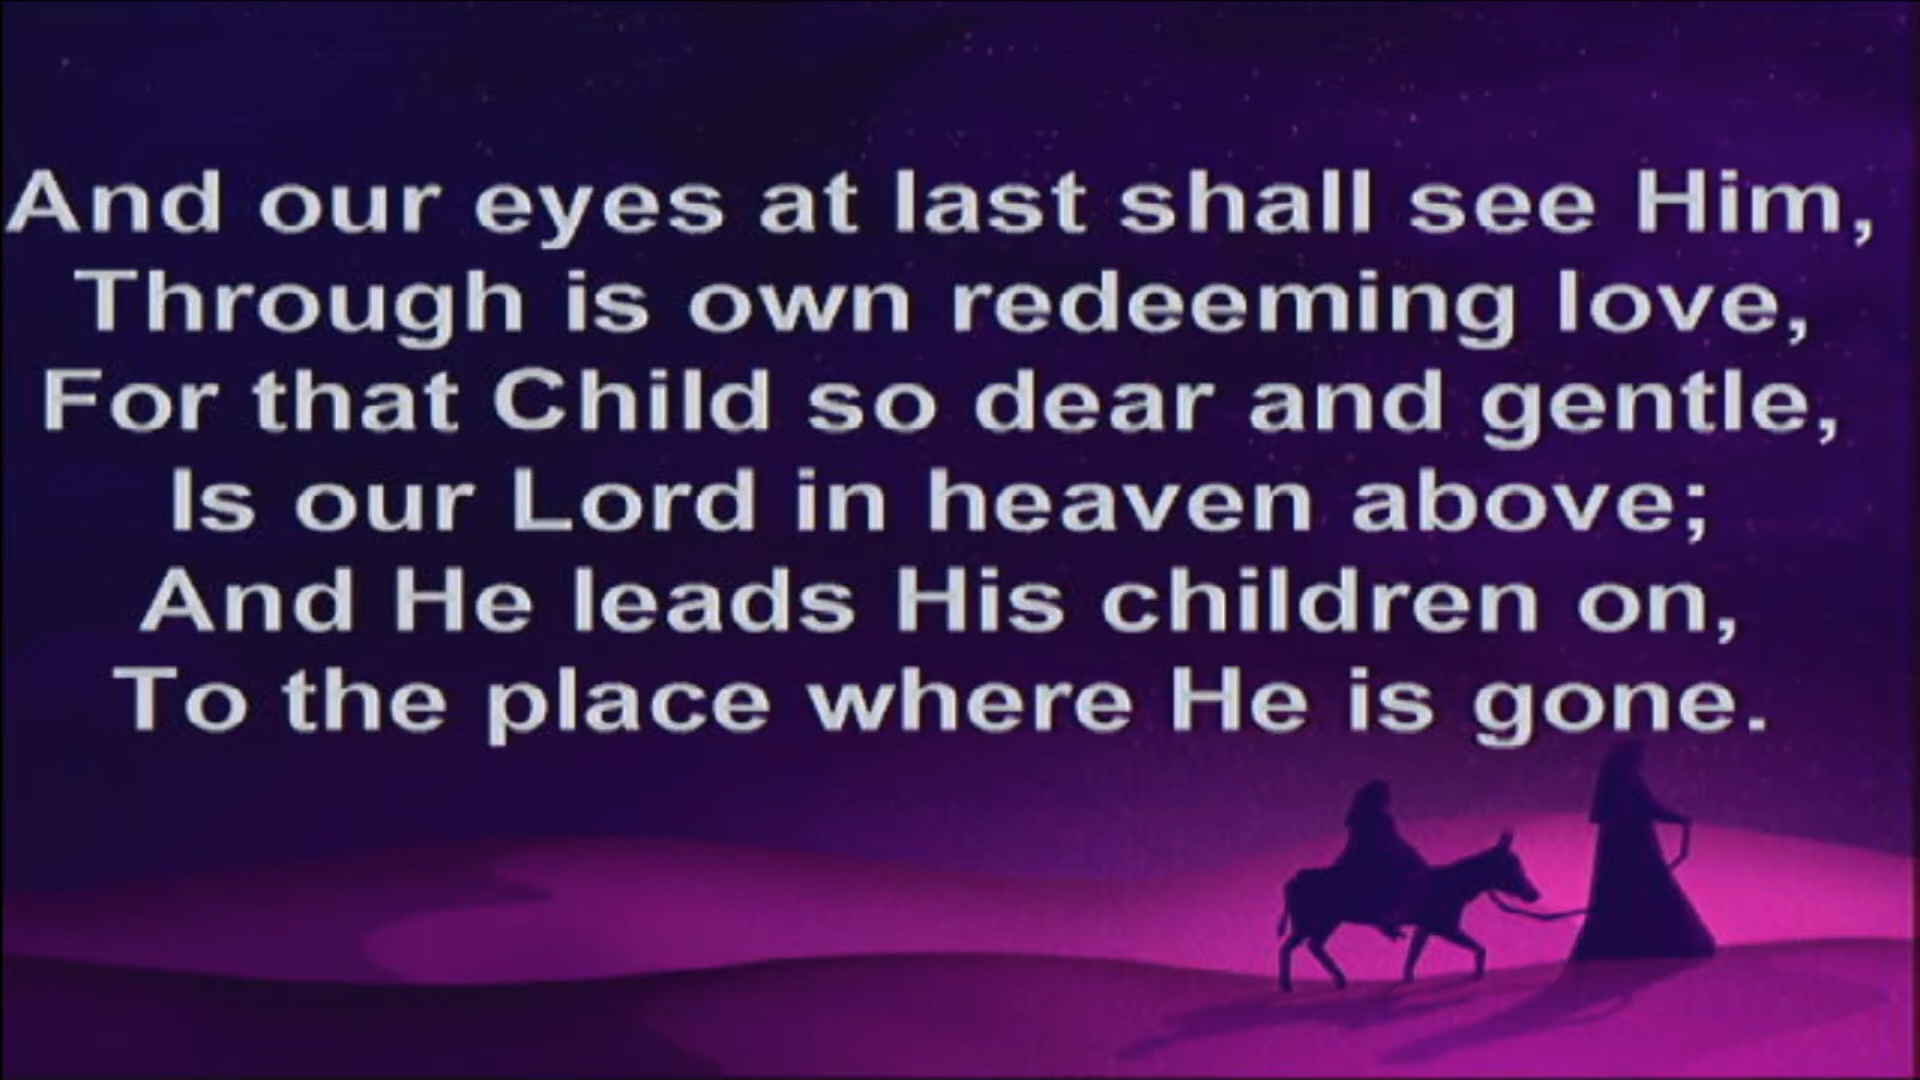 And our eyes at last shall see Him,
Through is own redeeming love,
For that Child so dear and gentle,
Is our Lord in heaven above;
And He leads His children on,
To the place where He is gone.